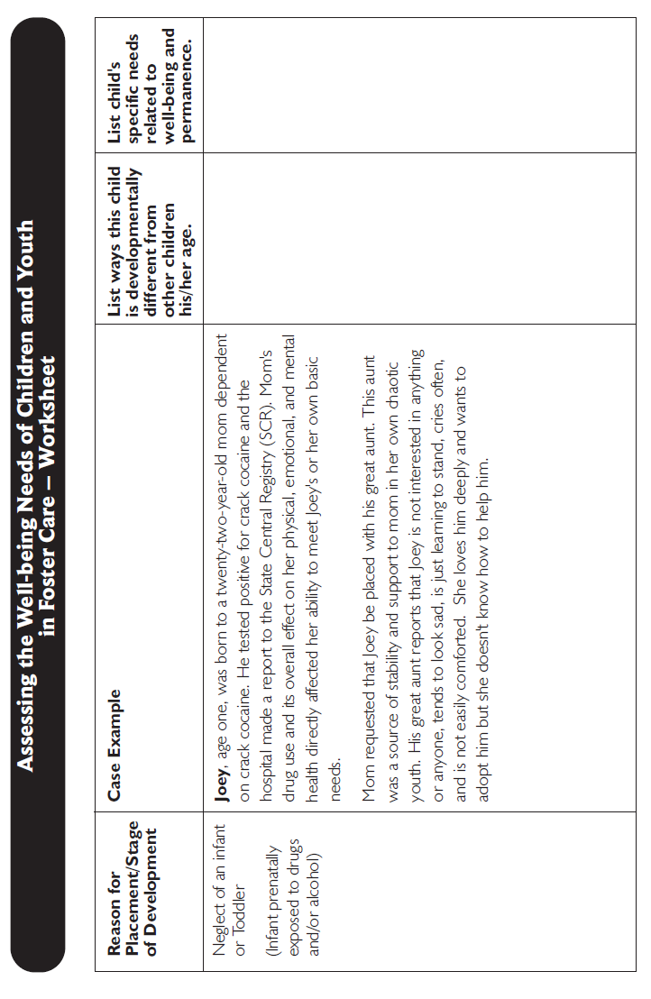 Assessing the Well-being Needs of Children and Youth
in Foster Care – Worksheet
Reason for
Placement/Stage
of Development
Case Example
List ways this child
is developmentally
different from
other children
his/her age.
List child's
specific needs
related to
well-being and
permanence.
Neglect of an infant
or Toddler
(Infant prenatally
exposed to drugs
and/or alcohol)
Joey, age one, was born to a twenty-two-year-old mom dependent
on crack cocaine. He tested positive for crack cocaine and the
hospital made a report to the State Central Registry (SCR). Mom's
drug use and its overall effect on her physical, emotional, and mental
health directly affected her ability to meet Joey's or her own basic
needs.
Mom requested that Joey be placed with his great aunt. This aunt
was a source of stability and support to mom in her own chaotic
youth. His great aunt reports that Joey is not interested in anything
or anyone, tends to look sad, is just learning to stand, cries often,
and is not easily comforted. She loves him deeply and wants to
adopt him but she doesn't know how to help him.